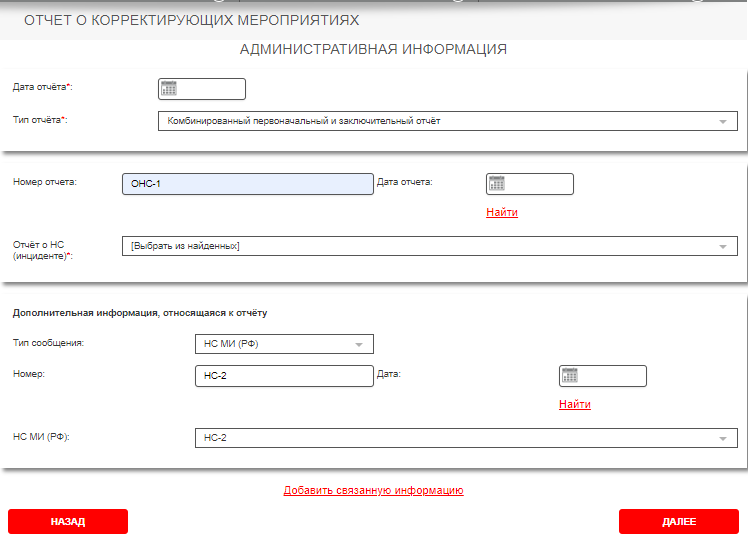 ОТЧЕТ О КОРРЕКТИРУЮЩИХ МЕРОПРИЯТИЯХ
АДМИНИСТРАТИВНАЯ ИНФОРМАЦИЯ
Дата отчёта*:
Тип отчёта*: Комбинированный первоначальный и заключительный отчёт
Номер отчета: ОНС-1 Дата отчета:
Найти
Отчёт о НС (инциденте)*: [Выбрать из найденных]
Дополнительная информация, относящаяся к отчёту
Тип сообщения: НС МИ (РФ)
Номер: НС-2 Дата:
Найти
НС МИ (РФ): НС-2
Добавить связанную информацию
НАЗАД ДАЛЕЕ